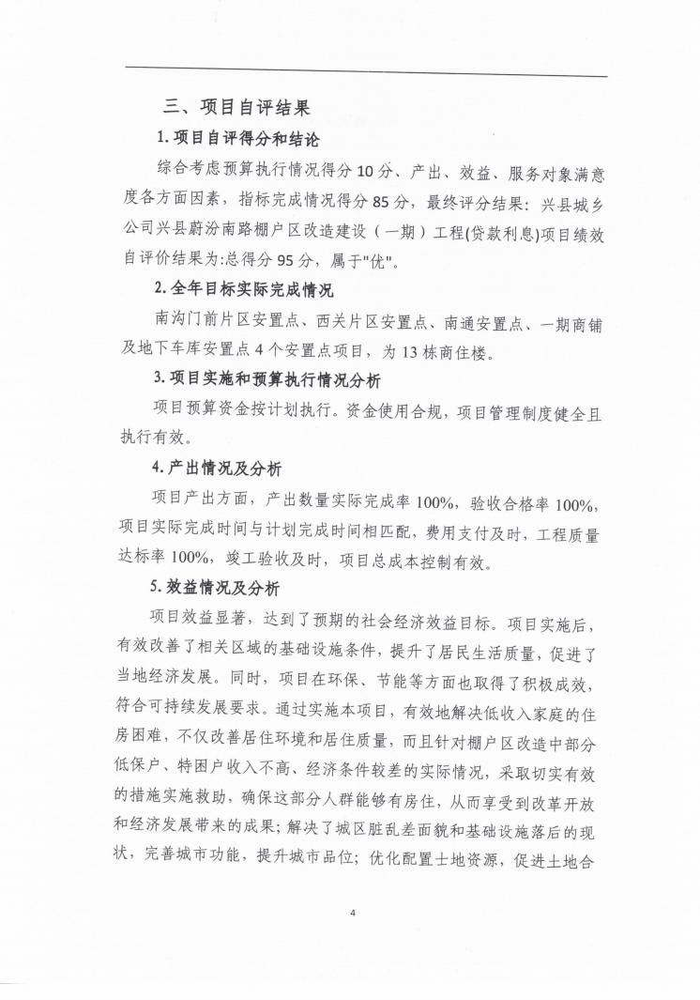 三、项目自评结果
1.项目自评得分和结论
综合考虑预算执行情况得分 10 分、产出、效益、服务对象满意
度各方面因素，指标完成情况得分 85 分，最终评分结果：兴县城乡
公司兴县蔚汾南路棚户区改造建设（一期）工程(贷款利息)项目绩效
自评价结果为:总得分 95 分，属于"优"。
2.全年目标实际完成情况
南沟门前片区安置点、西关片区安置点、南通安置点、一期商铺
及地下车库安置点 4 个安置点项目，为 13 栋商住楼。
3.项目实施和预算执行情况分析
项目预算资金按计划执行。资金使用合规，项目管理制度健全且
执行有效。
4.产出情况及分析
项目产出方面，产出数量实际完成率 100%，验收合格率 100%，
项目实际完成时间与计划完成时间相匹配，费用支付及时，工程质量
达标率 100%，竣工验收及时，项目总成本控制有效。
5.效益情况及分析
项目效益显著，达到了预期的社会经济效益目标。项目实施后，
有效改善了相关区域的基础设施条件，提升了居民生活质量，促进了
当地经济发展。同时，项目在环保、节能等方面也取得了积极成效，
符合可持续发展要求。通过实施本项目，有效地解决低收入家庭的住
房困难，不仅改善居住环境和居住质量，而且针对棚户区改造中部分
低保户、特困户收入不高、经济条件较差的实际情况，采取切实有效
的措施实施救助，确保这部分人群能够有房住，从而享受到改革开放
和经济发展带来的成果；解决了城区脏乱差面貌和基础设施落后的现
状，完善城市功能，提升城市品位；优化配置士地资源，促进土地合
4